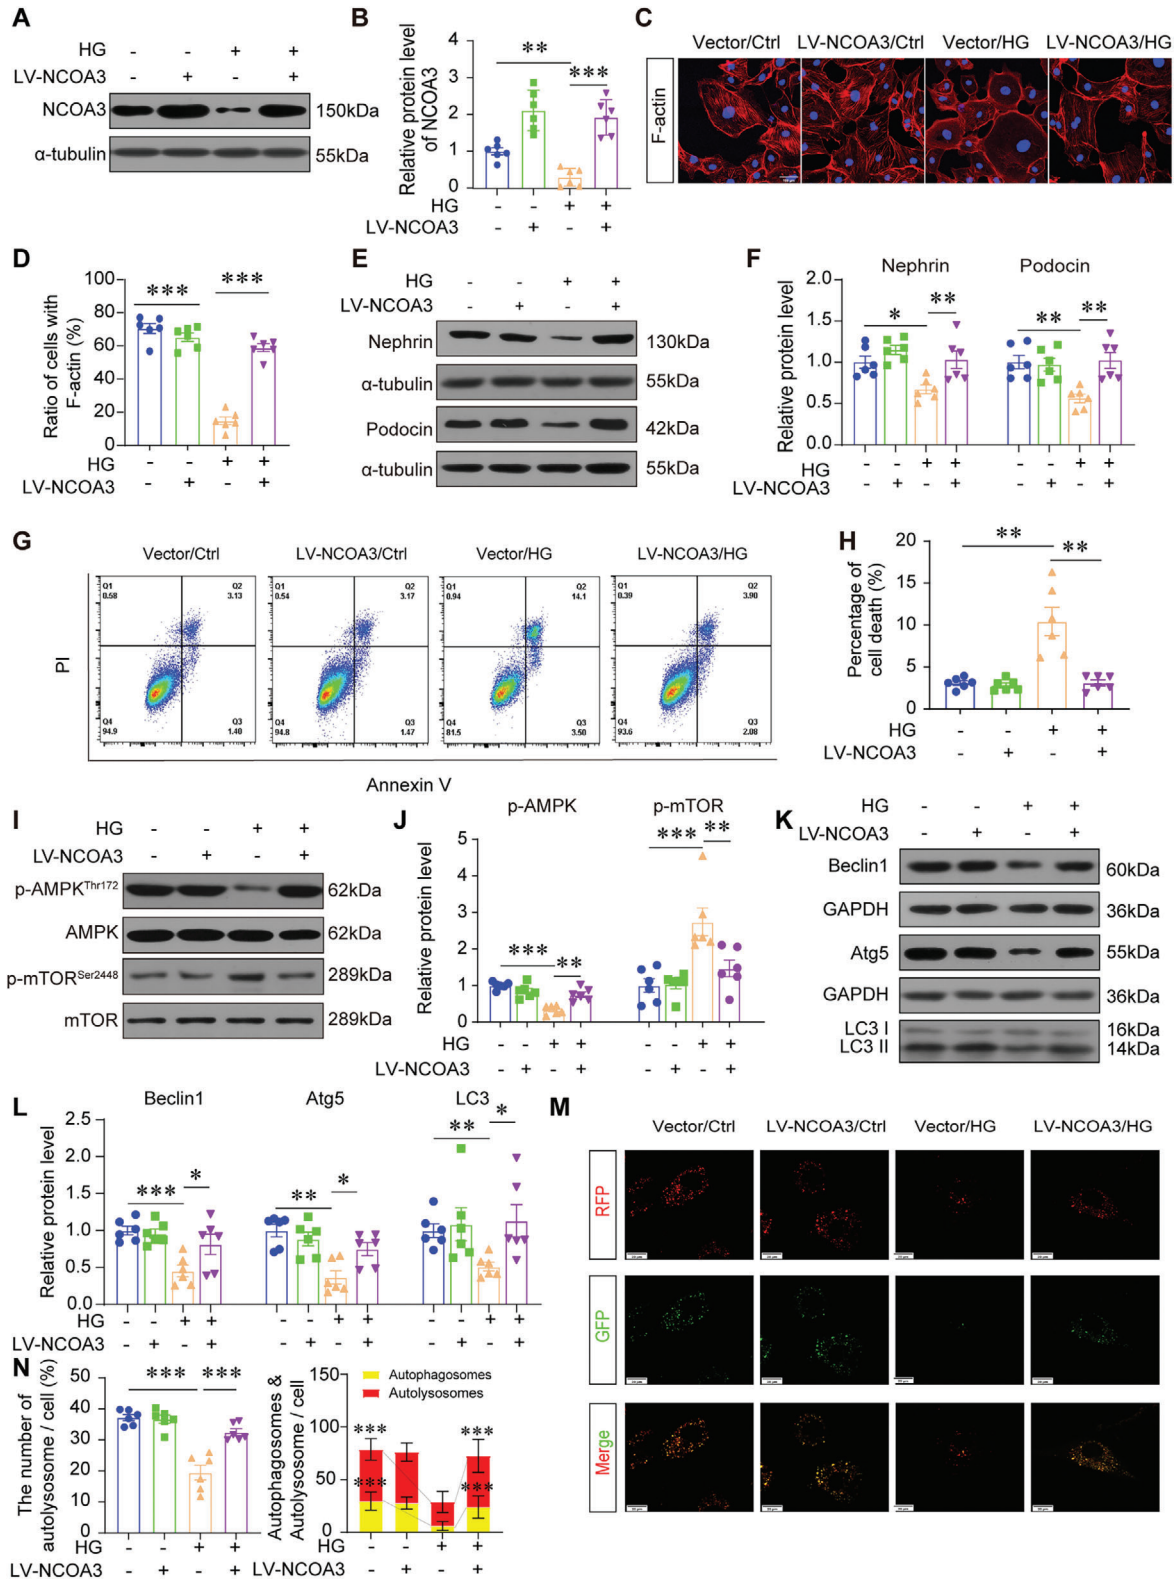 A
HG - - + +
LV-NCOA3 - + - +
NCOA3 150kDa
α-tubulin 55kDa
B
Relative protein level
of NCOA3
4
3
2
1
0
** ***
HG - - + +
LV-NCOA3 - + - +
C
Vector/Ctrl LV-NCOA3/Ctrl Vector/HG LV-NCOA3/HG
F-actin
D
Ratio of cells with
F-actin (%)
100
80
60
40
20
0
*** ***
HG - - + +
LV-NCOA3 - + - +
E
HG - - + +
LV-NCOA3 - + - +
Nephrin 130kDa
α-tubulin 55kDa
Podocin 42kDa
α-tubulin 55kDa
F
Nephrin Podocin
Relative protein level
2.0
1.5
1.0
0.5
0.0
* ** ** **
HG - - + + - - + +
LV-NCOA3 - + - + - + - +
G
Vector/Ctrl LV-NCOA3/Ctrl Vector/HG LV-NCOA3/HG
PI
Q1 Q2 Q1 Q2 Q1 Q2 Q1 Q2
0.58 3.13 0.54 3.17 0.94 14.1 0.39 3.90
Q4 Q3 Q4 Q3 Q4 Q3 Q4 Q3
94.9 1.40 94.8 1.47 81.5 3.50 93.6 2.08
Annexin V
H
Percentage of
cell death (%)
20
15
10
5
0
** **
HG - - + +
LV-NCOA3 - + - +
I
HG - - + +
LV-NCOA3 - + - +
p-AMPKThr172 62kDa
AMPK 62kDa
p-mTORSer2448 289kDa
mTOR 289kDa
J
p-AMPK p-mTOR
Relative protein level
5
4
3
2
1
0
*** ** *** **
HG - - + + - - + +
LV-NCOA3 - + - + - + - +
K
HG - - + +
LV-NCOA3 - + - +
Beclin1 60kDa
GAPDH 36kDa
Atg5 55kDa
GAPDH 36kDa
LC3 I 16kDa
LC3 II 14kDa
L
Beclin1 Atg5 LC3
Relative protein level
2.5
2.0
1.5
1.0
0.5
0.0
*** * ** * ** *
HG - - + + - - + + - - + +
LV-NCOA3 - + - + - + - + - + - +
M
Vector/Ctrl LV-NCOA3/Ctrl Vector/HG LV-NCOA3/HG
RFP
GFP
Merge
N
The number of
autolysosome / cell (%)
50
40
30
20
10
0
*** ***
HG - - + +
LV-NCOA3 - + - +
Autophagosomes &
Autolysosome / cell
150
100
50
0
Autophagosomes
Autolysosomes
*** ***
*** ***
HG - - + +
LV-NCOA3 - + - +